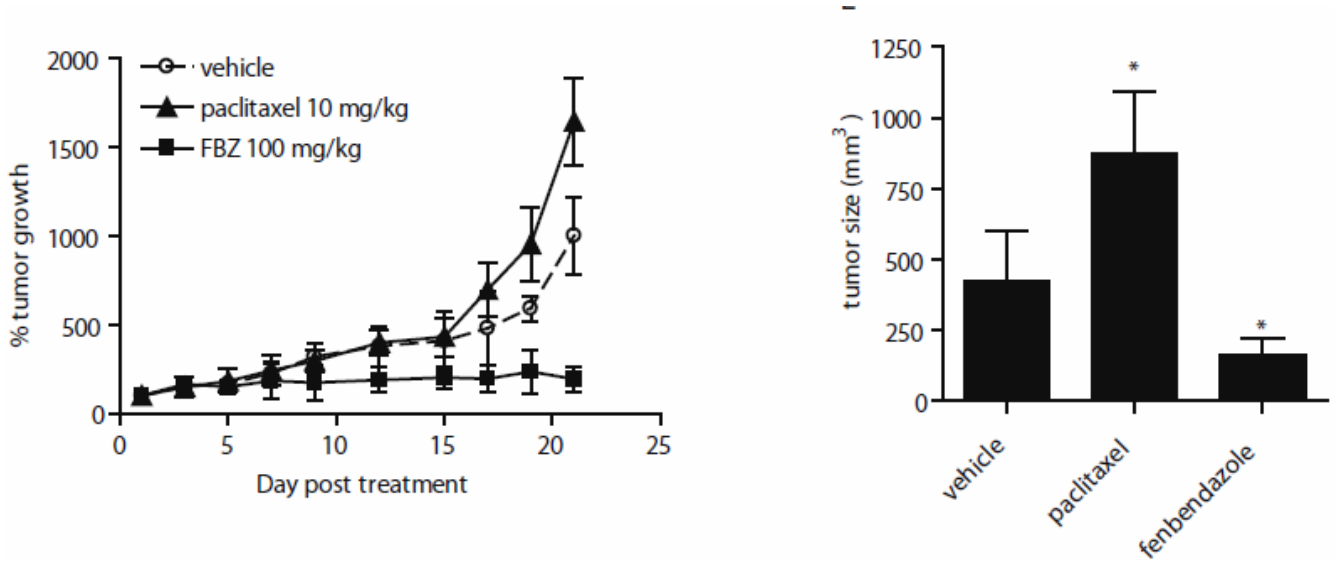 2000
1500
1000
500
0
% tumor growth
vehicle
paclitaxel 10 mg/kg
FBZ 100 mg/kg
0 5 10 15 20 25
Day post treatment
1250
1000
750
500
250
0
tumor size (mm³ )
*
*
vehicle
paclitaxel
fenbendazole